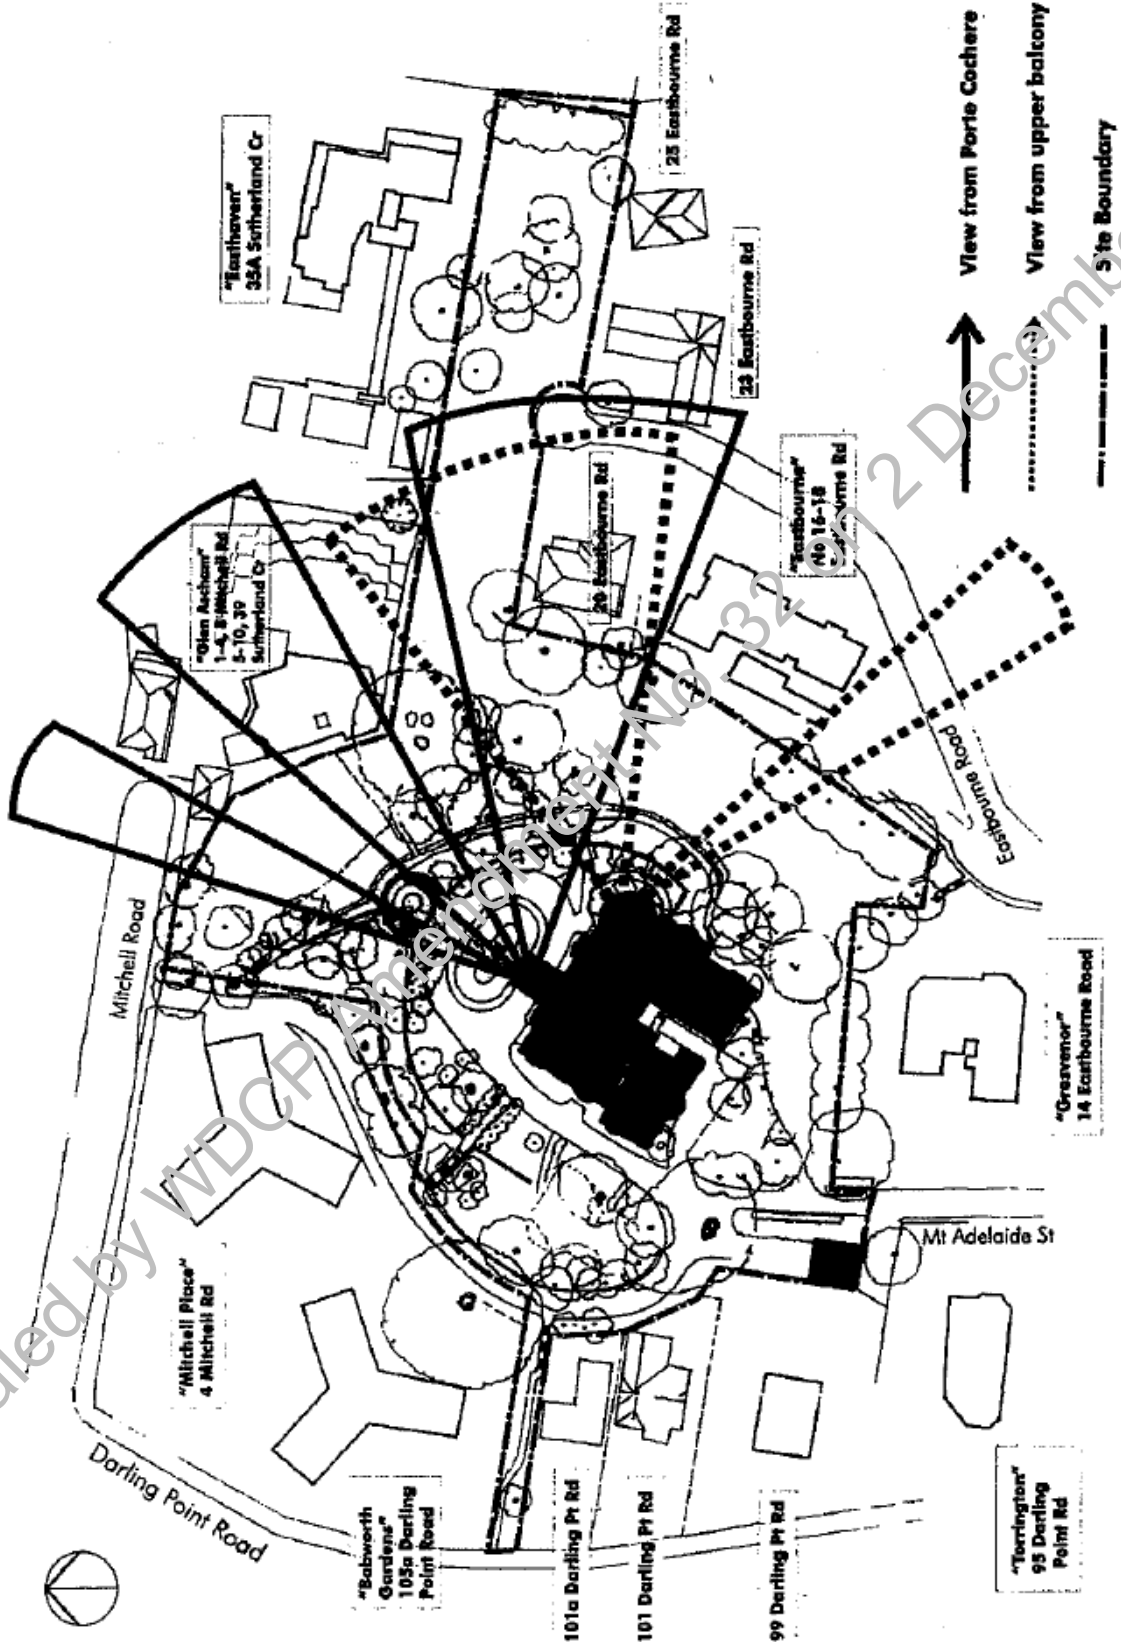 "Easthaven"
35A Sutherland Cr
25 Eastbourne Rd
23 Eastbourne Rd
"Glen Ascham"
1-4, 8 Mitchell Rd
5-10, 39
Sutherland Cr
20 Eastbourne Rd
"Eastbourne"
No 16-18
Eastbourne Rd
Eastbourne Road
Mitchell Road
"Grosvenor"
14 Eastbourne Road
Mt Adelaide St
"Mitchell Place"
4 Mitchell Rd
Darling Point Road
"Babworth
Gardens"
105a Darling
Point Road
101a Darling Pt Rd
101 Darling Pt Rd
99 Darling Pt Rd
"Torrington"
95 Darling
Point Rd
View from Porte Cochere
View from upper balcony
Site Boundary
by WDCP Amendment No. 32 on 2